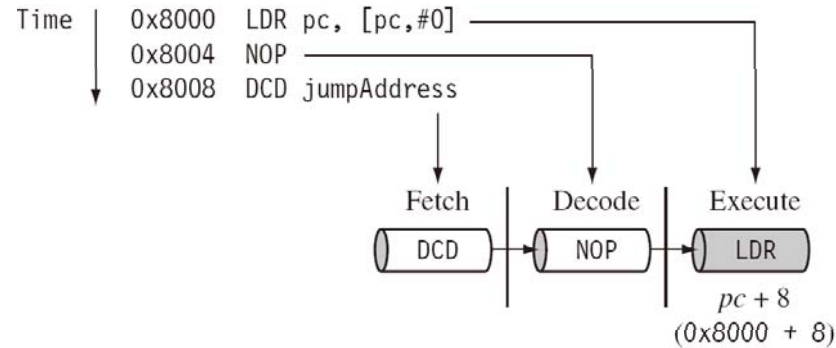 Time 0x8000 LDR pc, [pc,#0]
0x8004 NOP
0x8008 DCD jumpAddress
Fetch Decode Execute
DCD NOP LDR
pc + 8
(0x8000 + 8)